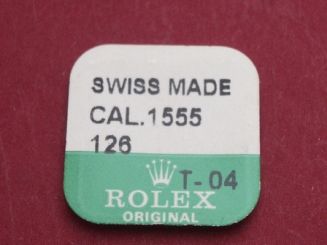 SWISS MADE
CAL.1555
126
T-04
ROLEX
ORIGINAL